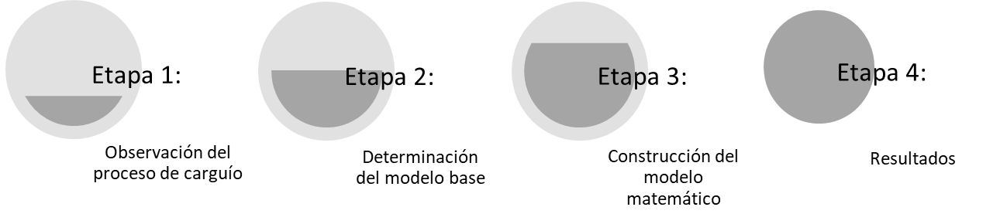 Etapa 1:
Observación del
proceso de carguío
Etapa 2:
Determinación
del modelo base
Etapa 3:
Construcción del
modelo
matemático
Etapa 4:
Resultados